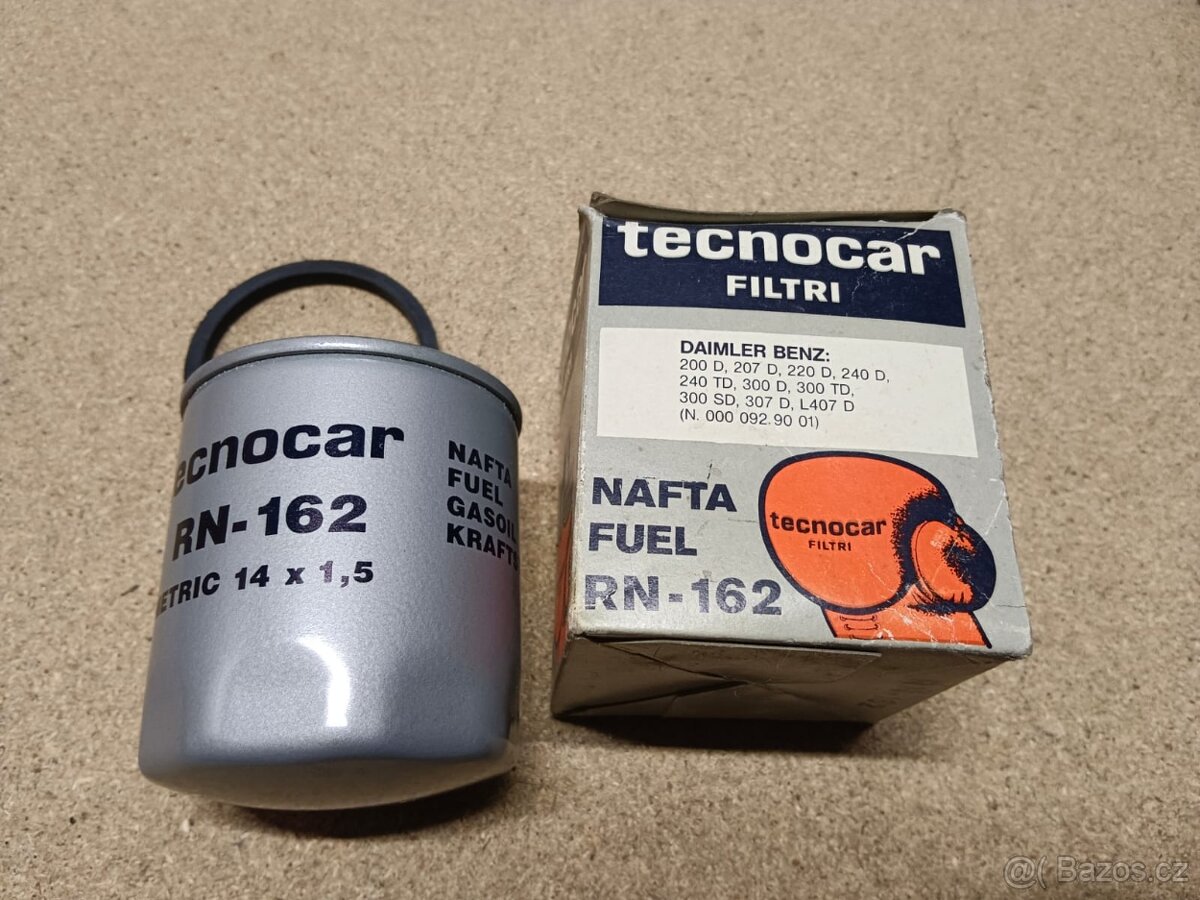 ecnocar
RN-162
ETRIC 14 x 1,5
NAFTA
FUEL
GASOIL
KRAFTS
tecnocar
FILTRI
DAIMLER BENZ:
200 D, 207 D, 220 D, 240 D,
240 TD, 300 D, 300 TD,
300 SD, 307 D, L407 D
(N. 000 092.90 01)
NAFTA
FUEL
RN-162
tecnocar
FILTRI
@( Bazos.cz